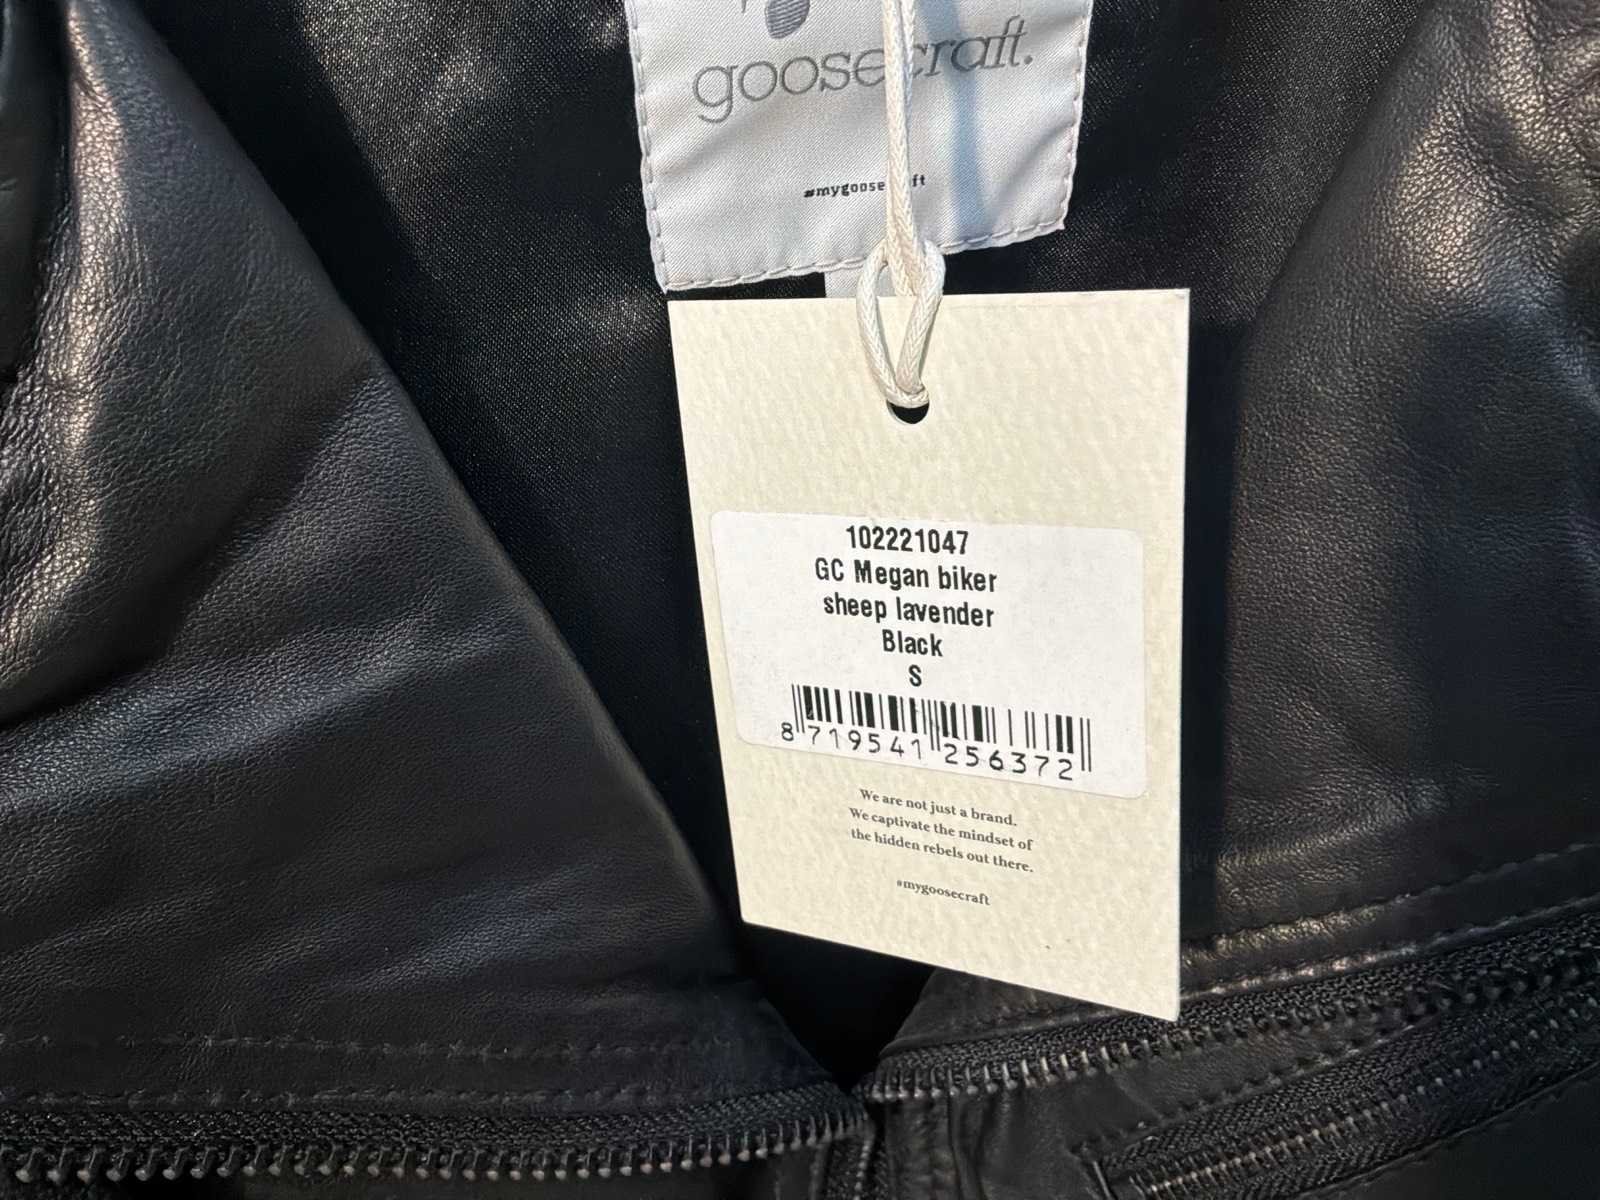 goosecraft.
#mygoosecraft
102221047
GC Megan biker
sheep lavender
Black
S
8 719541 256372
We are not just a brand.
We captivate the mindset of
the hidden rebels out there.
#mygoosecraft